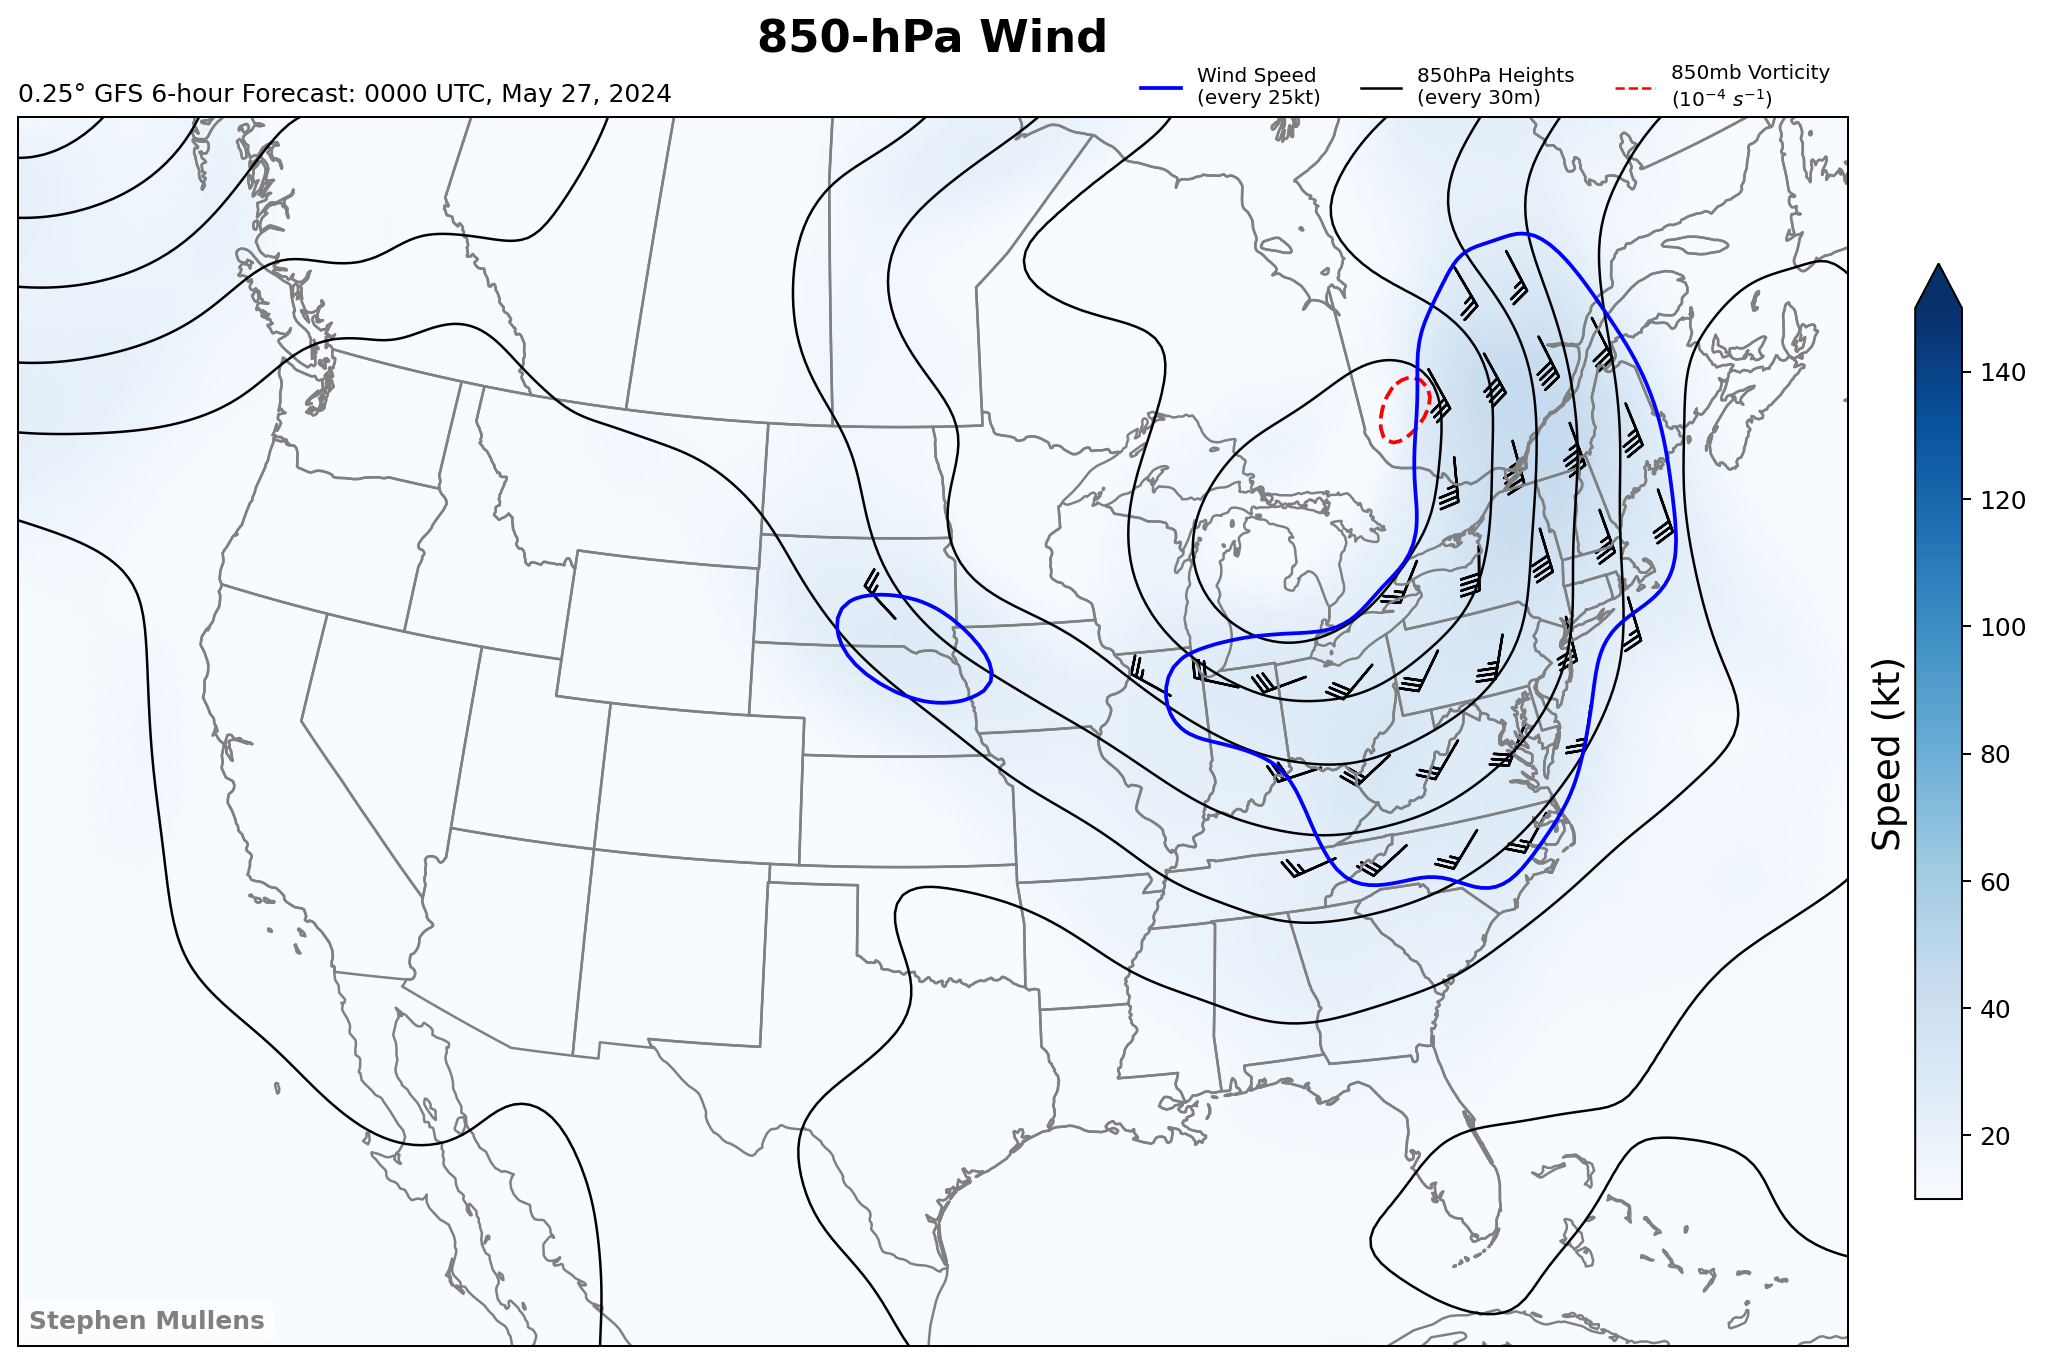 850-hPa Wind
0.25° GFS 6-hour Forecast: 0000 UTC, May 27, 2024
Wind Speed
(every 25kt)
850hPa Heights
(every 30m)
850mb Vorticity
(10⁻⁴ s⁻¹)
140
120
100
80
60
40
20
Speed (kt)
Stephen Mullens